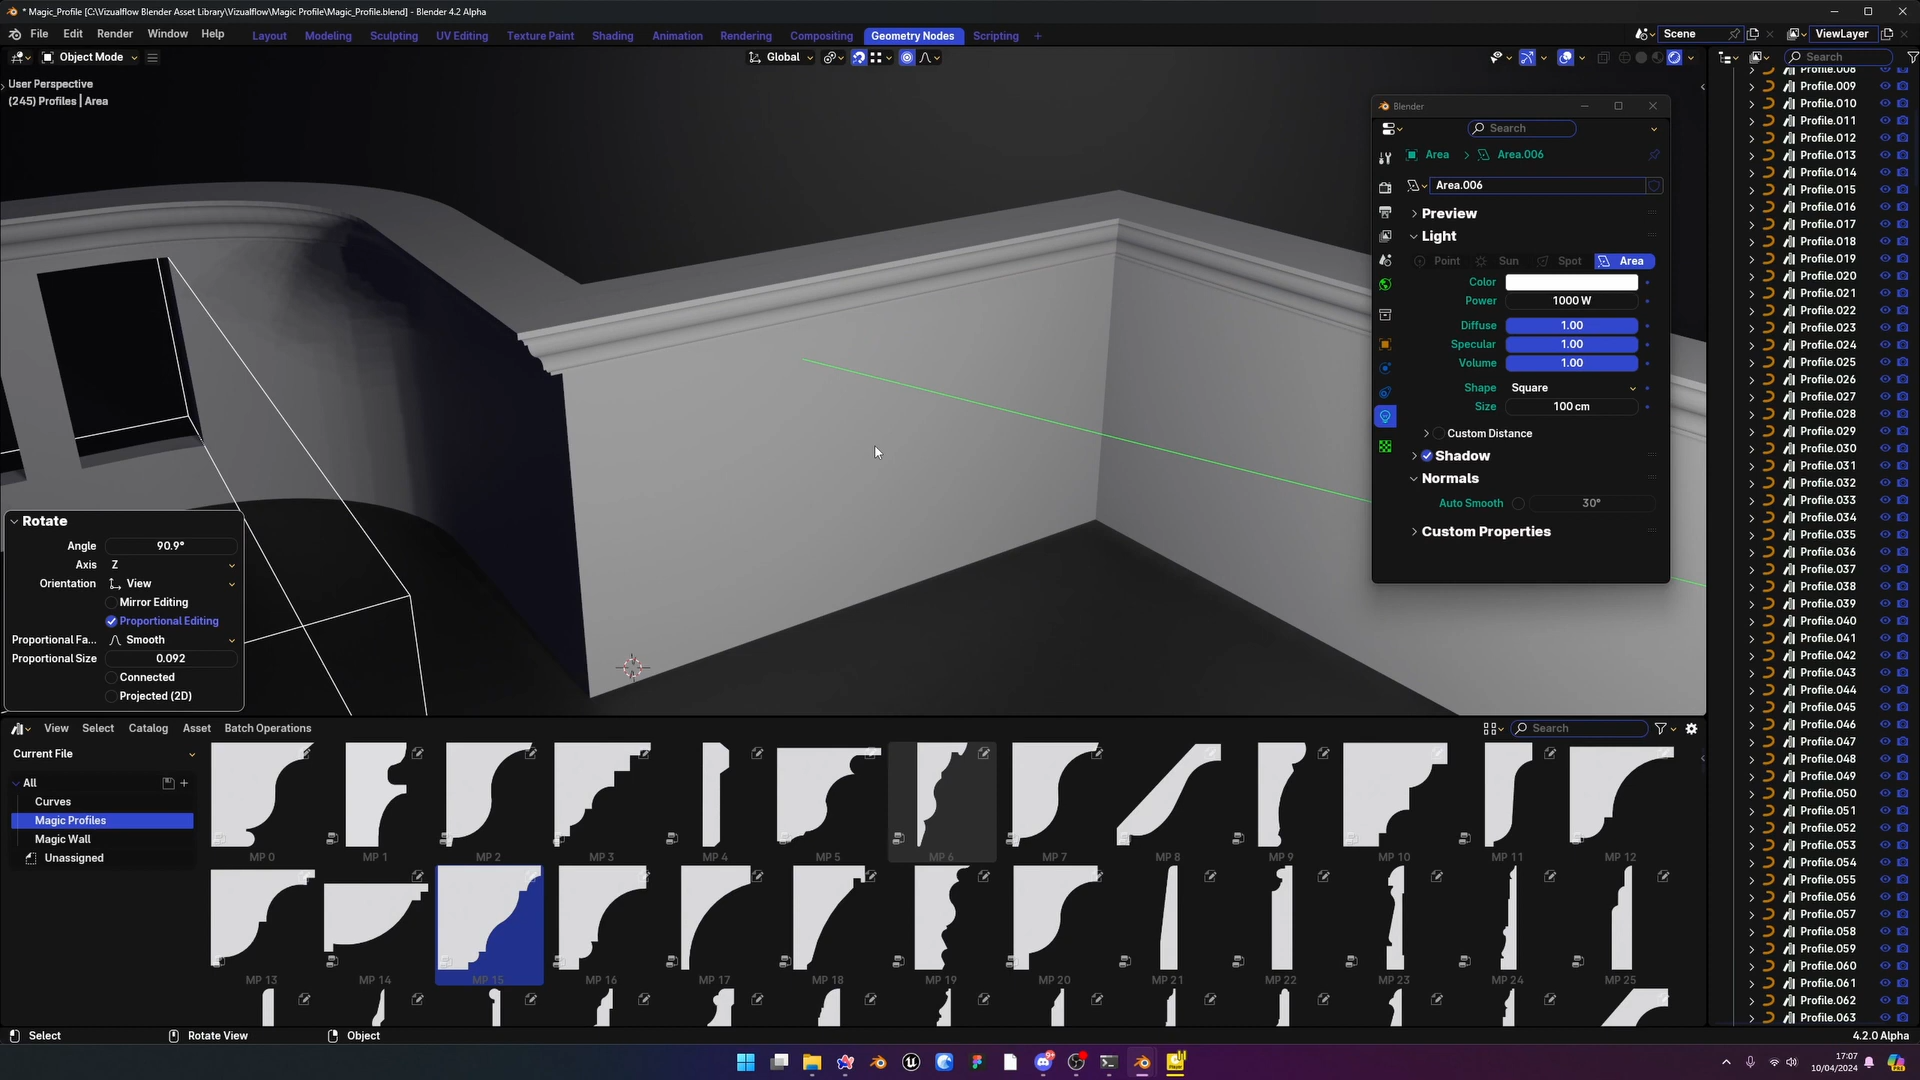 * Magic_Profile [C:\Vizualflow Blender Asset Library\Vizualflow\Magic Profile\Magic_Profile.blend] - Blender 4.2 Alpha
File Edit Render Window Help
Layout Modeling Sculpting UV Editing Texture Paint Shading Animation Rendering Compositing Geometry Nodes Scripting +
Scene
ViewLayer
Object Mode
Global
Search
User Perspective
(245) Profiles | Area
Blender
Search
Area > Area.006
Area.006
Preview
Light
Point Sun Spot Area
Color
Power 1000 W
Diffuse 1.00
Specular 1.00
Volume 1.00
Shape Square
Size 100 cm
Custom Distance
Shadow
Normals
Auto Smooth 30°
Custom Properties
Profile.008
Profile.009
Profile.010
Profile.011
Profile.012
Profile.013
Profile.014
Profile.015
Profile.016
Profile.017
Profile.018
Profile.019
Profile.020
Profile.021
Profile.022
Profile.023
Profile.024
Profile.025
Profile.026
Profile.027
Profile.028
Profile.029
Profile.030
Profile.031
Profile.032
Profile.033
Profile.034
Profile.035
Profile.036
Profile.037
Profile.038
Profile.039
Profile.040
Profile.041
Profile.042
Profile.043
Profile.044
Profile.045
Profile.046
Profile.047
Profile.048
Profile.049
Profile.050
Profile.051
Profile.052
Profile.053
Profile.054
Profile.055
Profile.056
Profile.057
Profile.058
Profile.059
Profile.060
Profile.061
Profile.062
Profile.063
Rotate
Angle 90.9°
Axis Z
Orientation View
Mirror Editing
Proportional Editing
Proportional Fa... Smooth
Proportional Size 0.092
Connected
Projected (2D)
View Select Catalog Asset Batch Operations
Search
Current File
All
Curves
Magic Profiles
Magic Wall
Unassigned
MP 0 MP 1 MP 2 MP 3 MP 4 MP 5 MP 6 MP 7 MP 8 MP 9 MP 10 MP 11 MP 12
MP 13 MP 14 MP 15 MP 16 MP 17 MP 18 MP 19 MP 20 MP 21 MP 22 MP 23 MP 24 MP 25
Select Rotate View Object
4.2.0 Alpha
17:07
10/04/2024